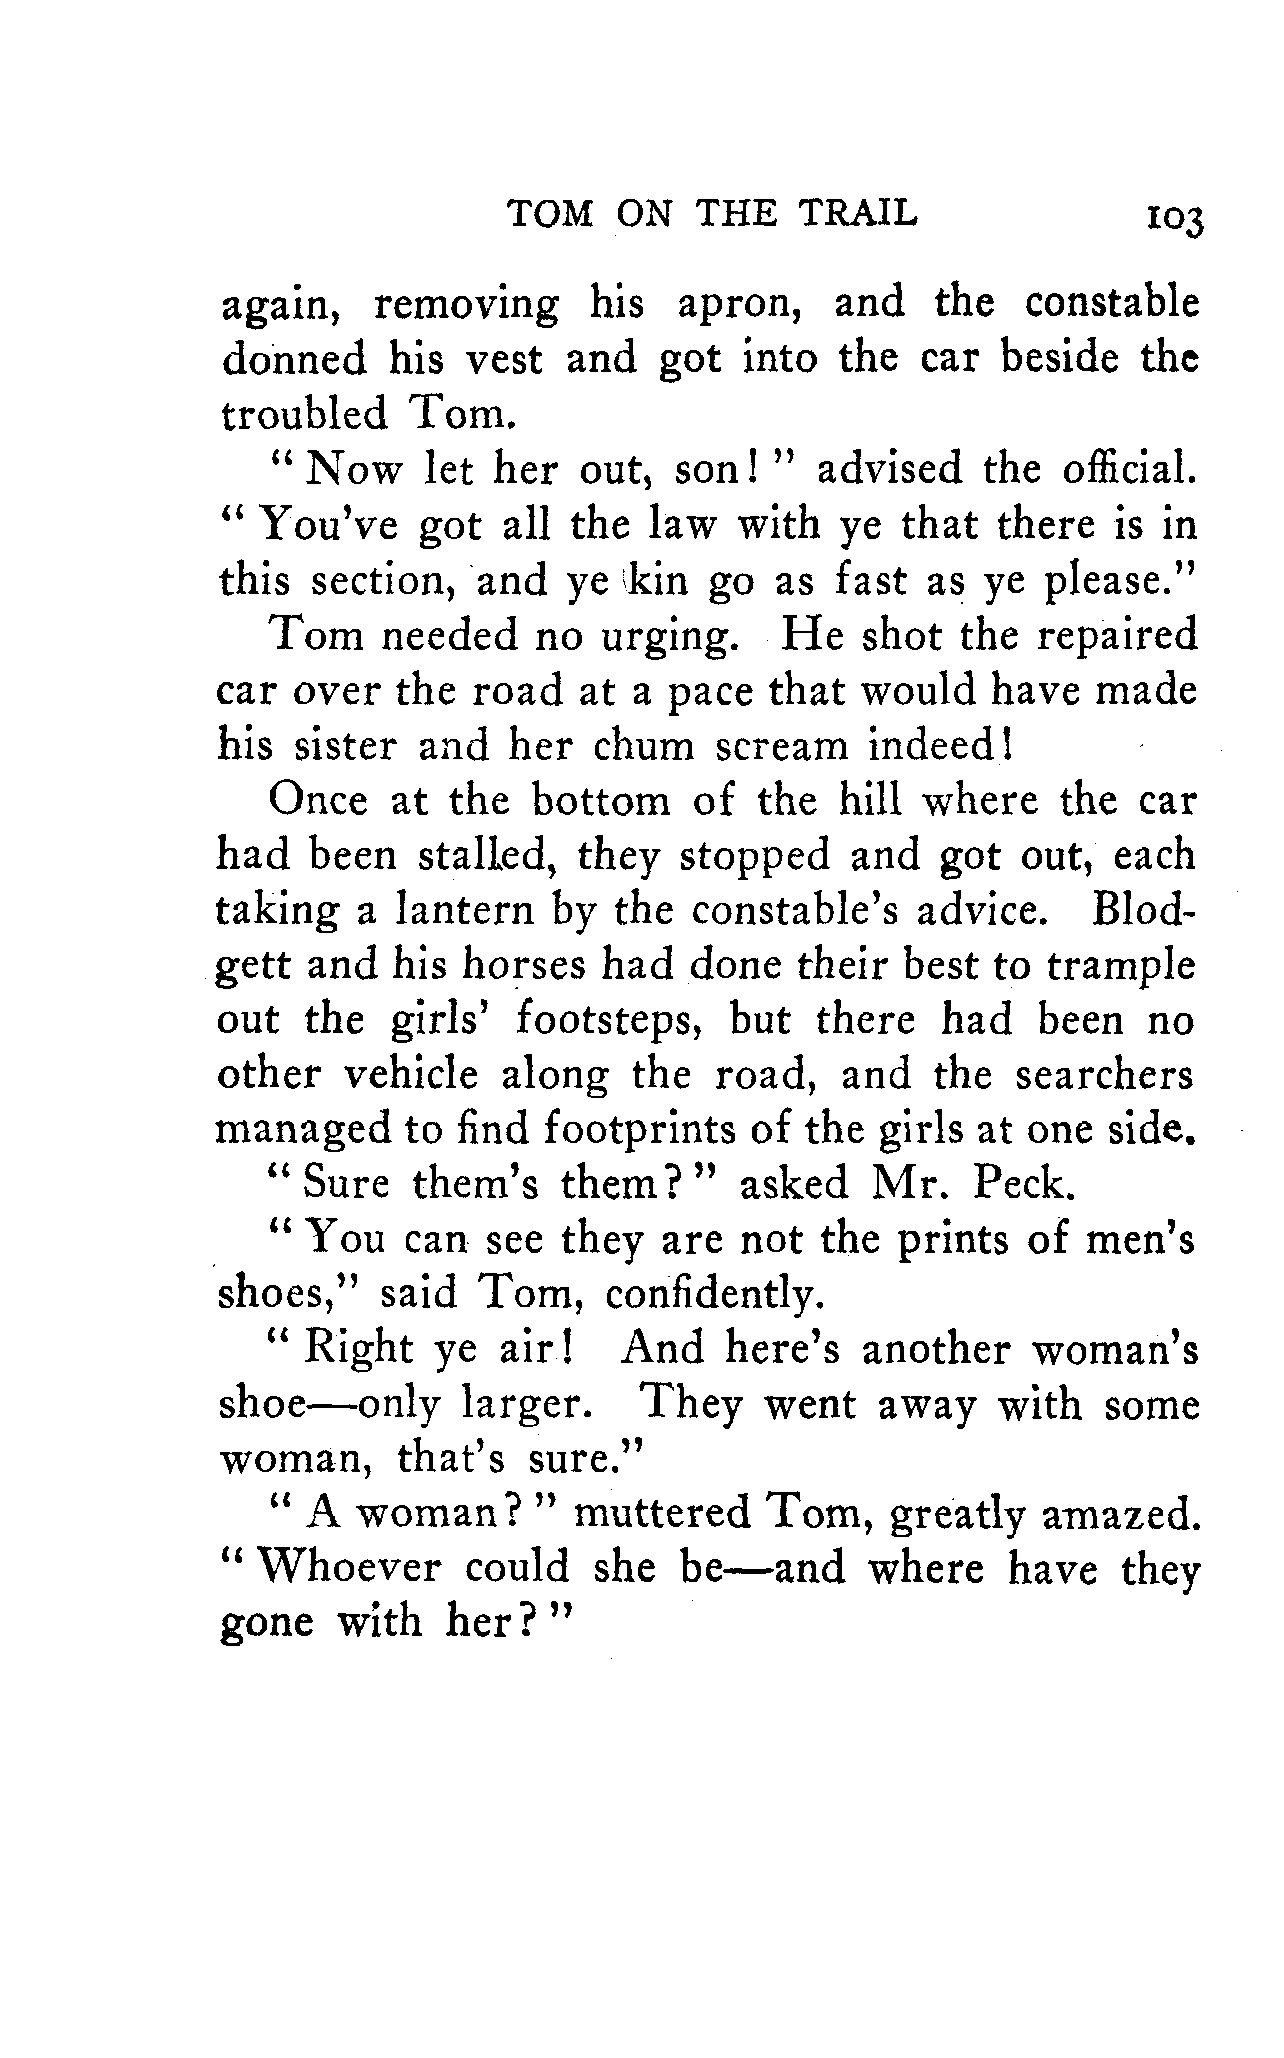 TOM ON THE TRAIL 103
again, removing his apron, and the constable
donned his vest and got into the car beside the
troubled Tom.
" Now let her out, son! " advised the official.
" You've got all the law with ye that there is in
this section, and ye kin go as fast as ye please."
Tom needed no urging. He shot the repaired
car over the road at a pace that would have made
his sister and her chum scream indeed!
Once at the bottom of the hill where the car
had been stalled, they stopped and got out, each
taking a lantern by the constable's advice. Blod-
gett and his horses had done their best to trample
out the girls' footsteps, but there had been no
other vehicle along the road, and the searchers
managed to find footprints of the girls at one side.
" Sure them's them? " asked Mr. Peck.
" You can see they are not the prints of men's
shoes," said Tom, confidently.
" Right ye air! And here's another woman's
shoe—only larger. They went away with some
woman, that's sure."
" A woman? " muttered Tom, greatly amazed.
" Whoever could she be—and where have they
gone with her? "